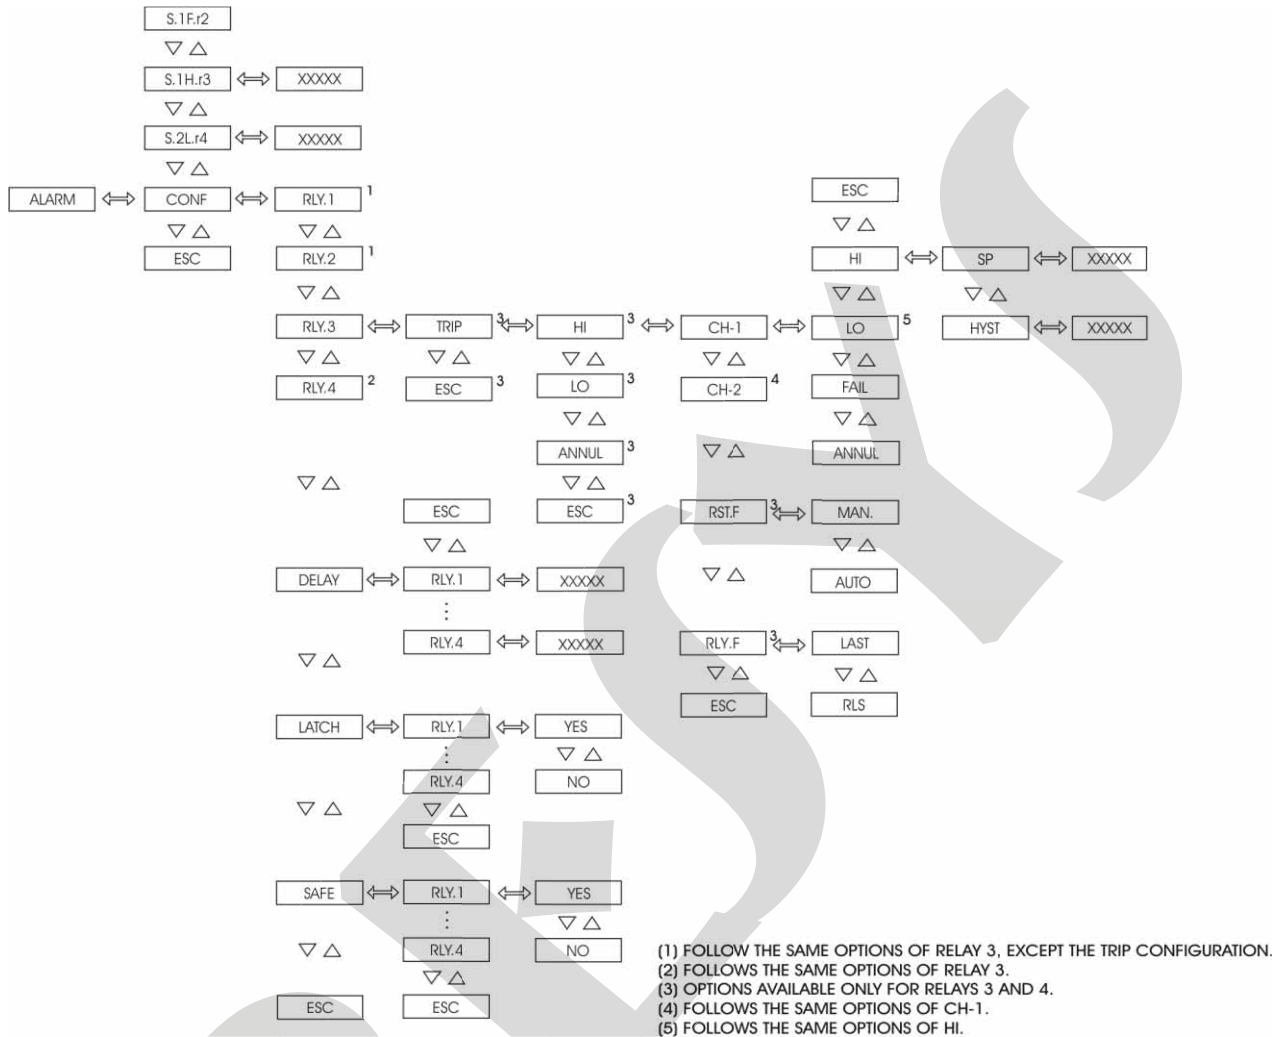 S.1F.r2
S.1H.r3 XXXXX
S.2L.r4 XXXXX
ESC
ALARM CONF RLY.1 1
ESC RLY.2 1 HI SP XXXXX
RLY.3 TRIP 3 HI 3 CH-1 LO 5 HYST XXXXX
RLY.4 2 ESC 3 LO 3 CH-2 4 FAIL
ANNUL 3 ANNUL
ESC ESC 3 RST.F 3 MAN.
DELAY RLY.1 XXXXX AUTO
RLY.4 XXXXX RLY.F 3 LAST
ESC RLS
LATCH RLY.1 YES
RLY.4 NO
ESC
SAFE RLY.1 YES
RLY.4 NO
ESC ESC
(1) FOLLOW THE SAME OPTIONS OF RELAY 3, EXCEPT THE TRIP CONFIGURATION.
(2) FOLLOWS THE SAME OPTIONS OF RELAY 3.
(3) OPTIONS AVAILABLE ONLY FOR RELAYS 3 AND 4.
(4) FOLLOWS THE SAME OPTIONS OF CH-1.
(5) FOLLOWS THE SAME OPTIONS OF HI.